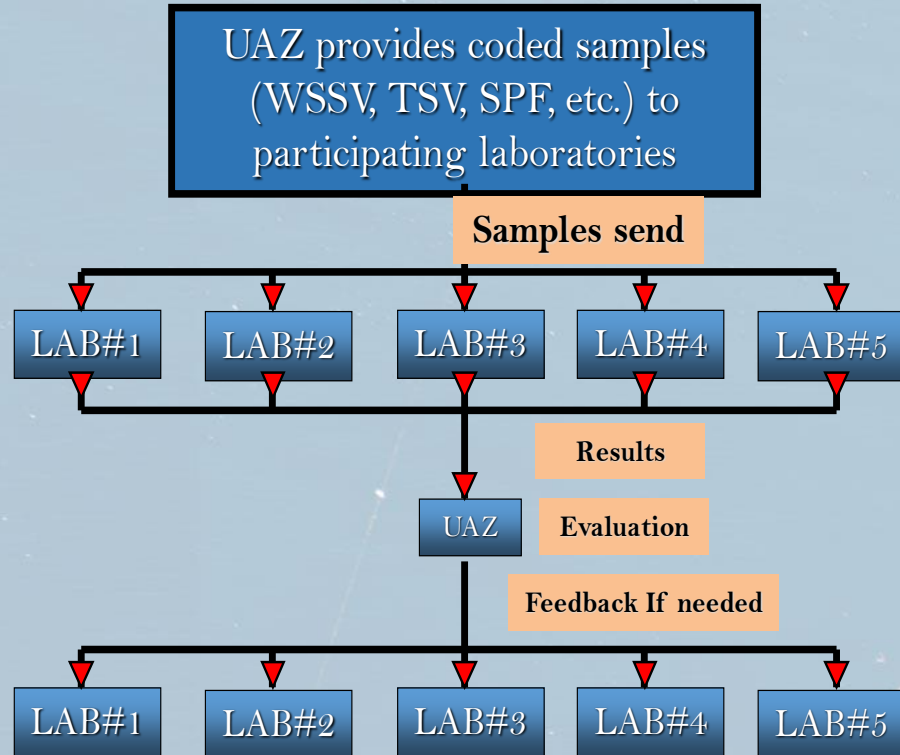 UAZ provides coded samples
(WSSV, TSV, SPF, etc.) to
participating laboratories
Samples send
LAB#1
LAB#2
LAB#3
LAB#4
LAB#5
Results
UAZ
Evaluation
Feedback If needed
LAB#1
LAB#2
LAB#3
LAB#4
LAB#5